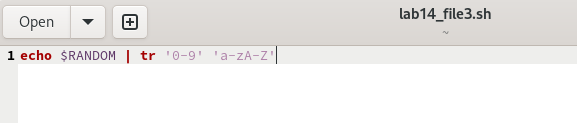 Open
lab14_file3.sh
~
1 echo $RANDOM | tr '0-9' 'a-zA-Z'